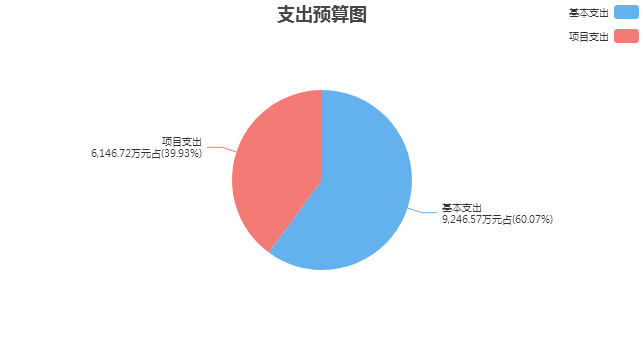 支出预算图
基本支出
项目支出
项目支出
6,146.72万元占(39.93%)
基本支出
9,246.57万元占(60.07%)